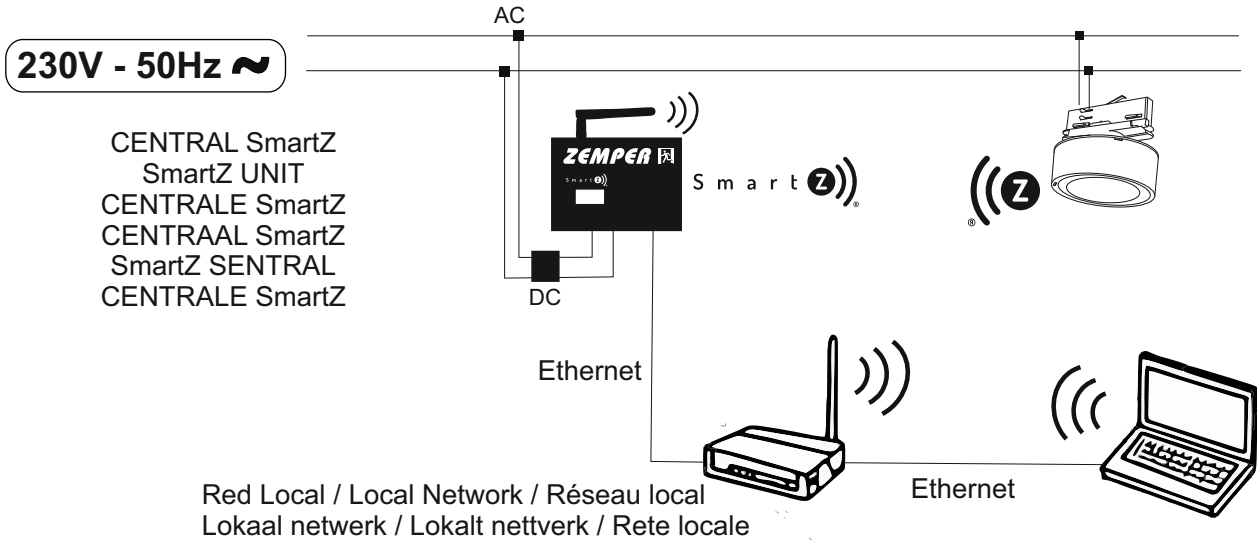 AC
230V - 50Hz ~
CENTRAL SmartZ
SmartZ UNIT
CENTRALE SmartZ
CENTRAAL SmartZ
SmartZ SENTRAL
CENTRALE SmartZ
ZEMPER
SmartZ
Smart Z ®
® Z
DC
Ethernet
Ethernet
Red Local / Local Network / Réseau local
Lokaal netwerk / Lokalt nettverk / Rete locale